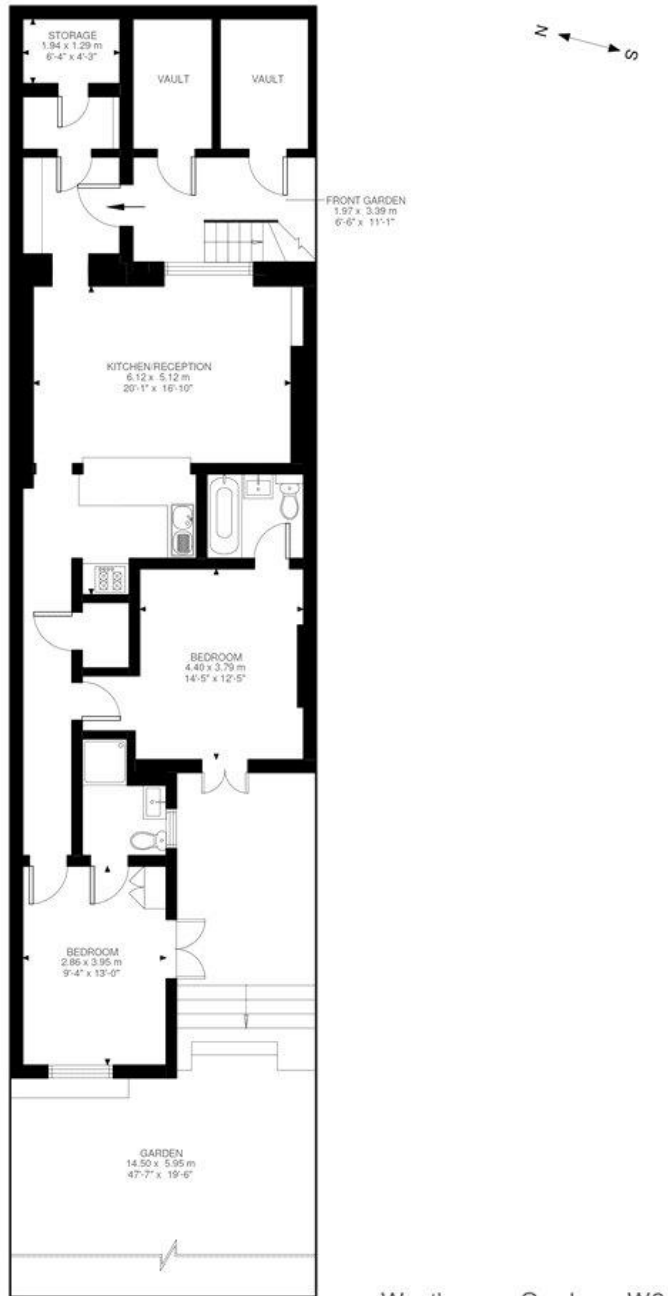 N
S
STORAGE
1.94 x 1.29 m
6'-4" x 4'-3"
VAULT
VAULT
FRONT GARDEN
1.97 x 3.39 m
6'-6" x 11'-1"
KITCHEN/RECEPTION
6.12 x 5.12 m
20'-1" x 16'-10"
BEDROOM
4.40 x 3.79 m
14'-5" x 12'-5"
BEDROOM
2.86 x 3.95 m
9'-4" x 13'-0"
GARDEN
14.50 x 5.95 m
47'-7" x 19'-6"